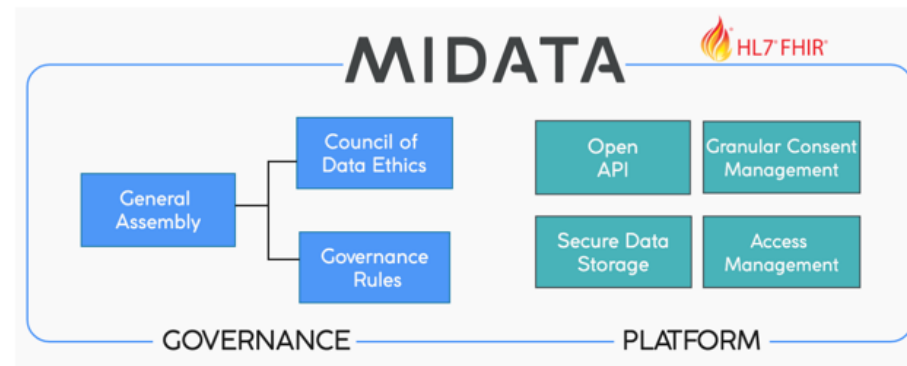 MIDATA
HL7® FHIR®
Council of
Data Ethics
General
Assembly
Governance
Rules
Open
API
Granular Consent
Management
Secure Data
Storage
Access
Management
GOVERNANCE
PLATFORM